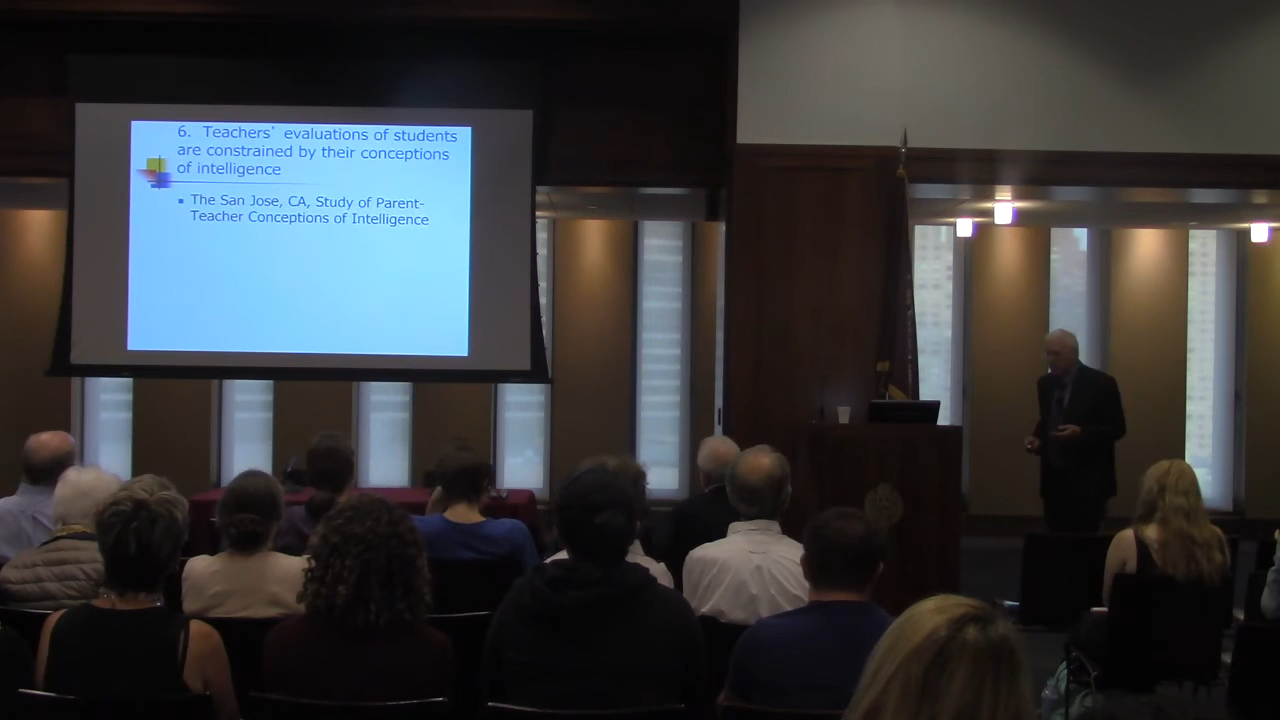 6. Teachers’ evaluations of students
are constrained by their conceptions
of intelligence
The San Jose, CA, Study of Parent-
Teacher Conceptions of Intelligence